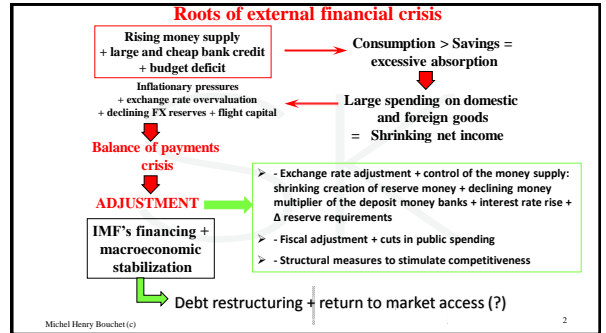 Roots of external financial crisis
Rising money supply
+ large and cheap bank credit
+ budget deficit
Consumption > Savings =
excessive absorption
Inflationary pressures
+ exchange rate overvaluation
+ declining FX reserves + flight capital
Large spending on domestic
and foreign goods
= Shrinking net income
Balance of payments
crisis
ADJUSTMENT
➢ - Exchange rate adjustment + control of the money supply:
shrinking creation of reserve money + declining money
multiplier of the deposit money banks + interest rate rise +
Δ reserve requirements
➢ - Fiscal adjustment + cuts in public spending
➢ - Structural measures to stimulate competitiveness
IMF's financing +
macroeconomic
stabilization
Debt restructuring + return to market access (?)
Michel Henry Bouchet (c)
2